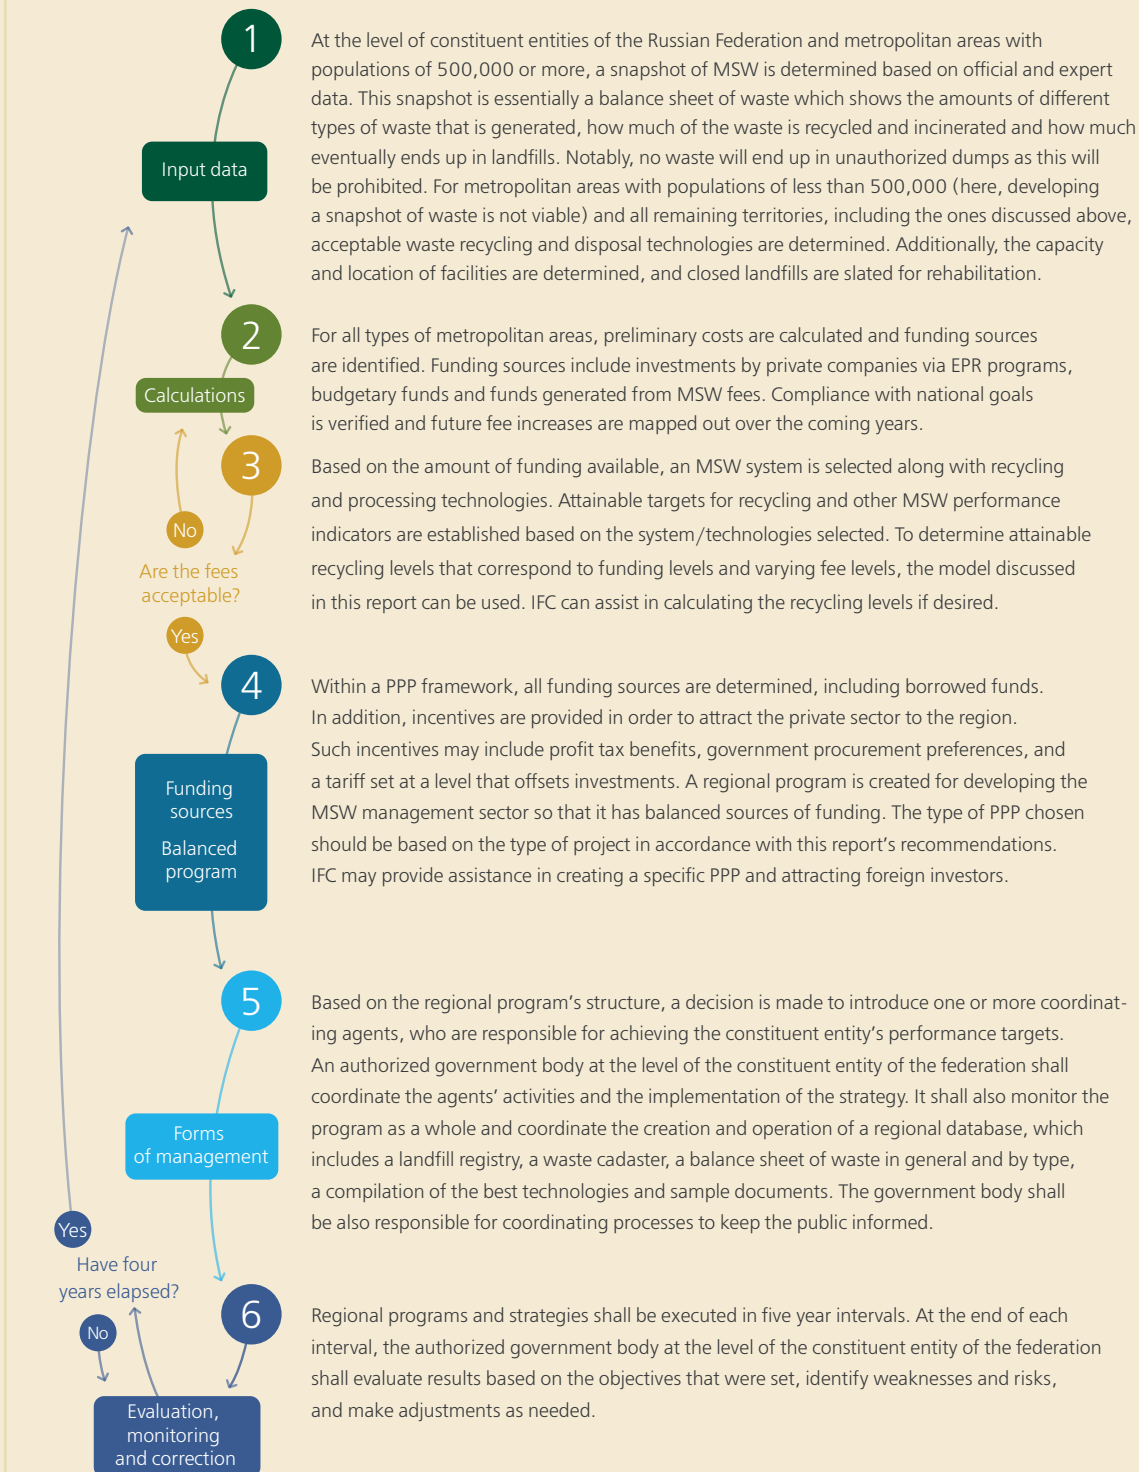 1
At the level of constituent entities of the Russian Federation and metropolitan areas with
populations of 500,000 or more, a snapshot of MSW is determined based on official and expert
data. This snapshot is essentially a balance sheet of waste which shows the amounts of different
types of waste that is generated, how much of the waste is recycled and incinerated and how much
eventually ends up in landfills. Notably, no waste will end up in unauthorized dumps as this will
be prohibited. For metropolitan areas with populations of less than 500,000 (here, developing
a snapshot of waste is not viable) and all remaining territories, including the ones discussed above,
acceptable waste recycling and disposal technologies are determined. Additionally, the capacity
and location of facilities are determined, and closed landfills are slated for rehabilitation.
Input data
2
For all types of metropolitan areas, preliminary costs are calculated and funding sources
are identified. Funding sources include investments by private companies via EPR programs,
budgetary funds and funds generated from MSW fees. Compliance with national goals
is verified and future fee increases are mapped out over the coming years.
Calculations
3
Based on the amount of funding available, an MSW system is selected along with recycling
and processing technologies. Attainable targets for recycling and other MSW performance
indicators are established based on the system/technologies selected. To determine attainable
recycling levels that correspond to funding levels and varying fee levels, the model discussed
in this report can be used. IFC can assist in calculating the recycling levels if desired.
No
Are the fees
acceptable?
Yes
4
Within a PPP framework, all funding sources are determined, including borrowed funds.
In addition, incentives are provided in order to attract the private sector to the region.
Such incentives may include profit tax benefits, government procurement preferences, and
a tariff set at a level that offsets investments. A regional program is created for developing the
MSW management sector so that it has balanced sources of funding. The type of PPP chosen
should be based on the type of project in accordance with this report's recommendations.
IFC may provide assistance in creating a specific PPP and attracting foreign investors.
Funding
sources
Balanced
program
5
Based on the regional program's structure, a decision is made to introduce one or more coordinat-
ing agents, who are responsible for achieving the constituent entity's performance targets.
An authorized government body at the level of the constituent entity of the federation shall
coordinate the agents' activities and the implementation of the strategy. It shall also monitor the
program as a whole and coordinate the creation and operation of a regional database, which
includes a landfill registry, a waste cadaster, a balance sheet of waste in general and by type,
a compilation of the best technologies and sample documents. The government body shall
be also responsible for coordinating processes to keep the public informed.
Forms
of management
Yes
Have four
years elapsed?
No
6
Regional programs and strategies shall be executed in five year intervals. At the end of each
interval, the authorized government body at the level of the constituent entity of the federation
shall evaluate results based on the objectives that were set, identify weaknesses and risks,
and make adjustments as needed.
Evaluation,
monitoring
and correction